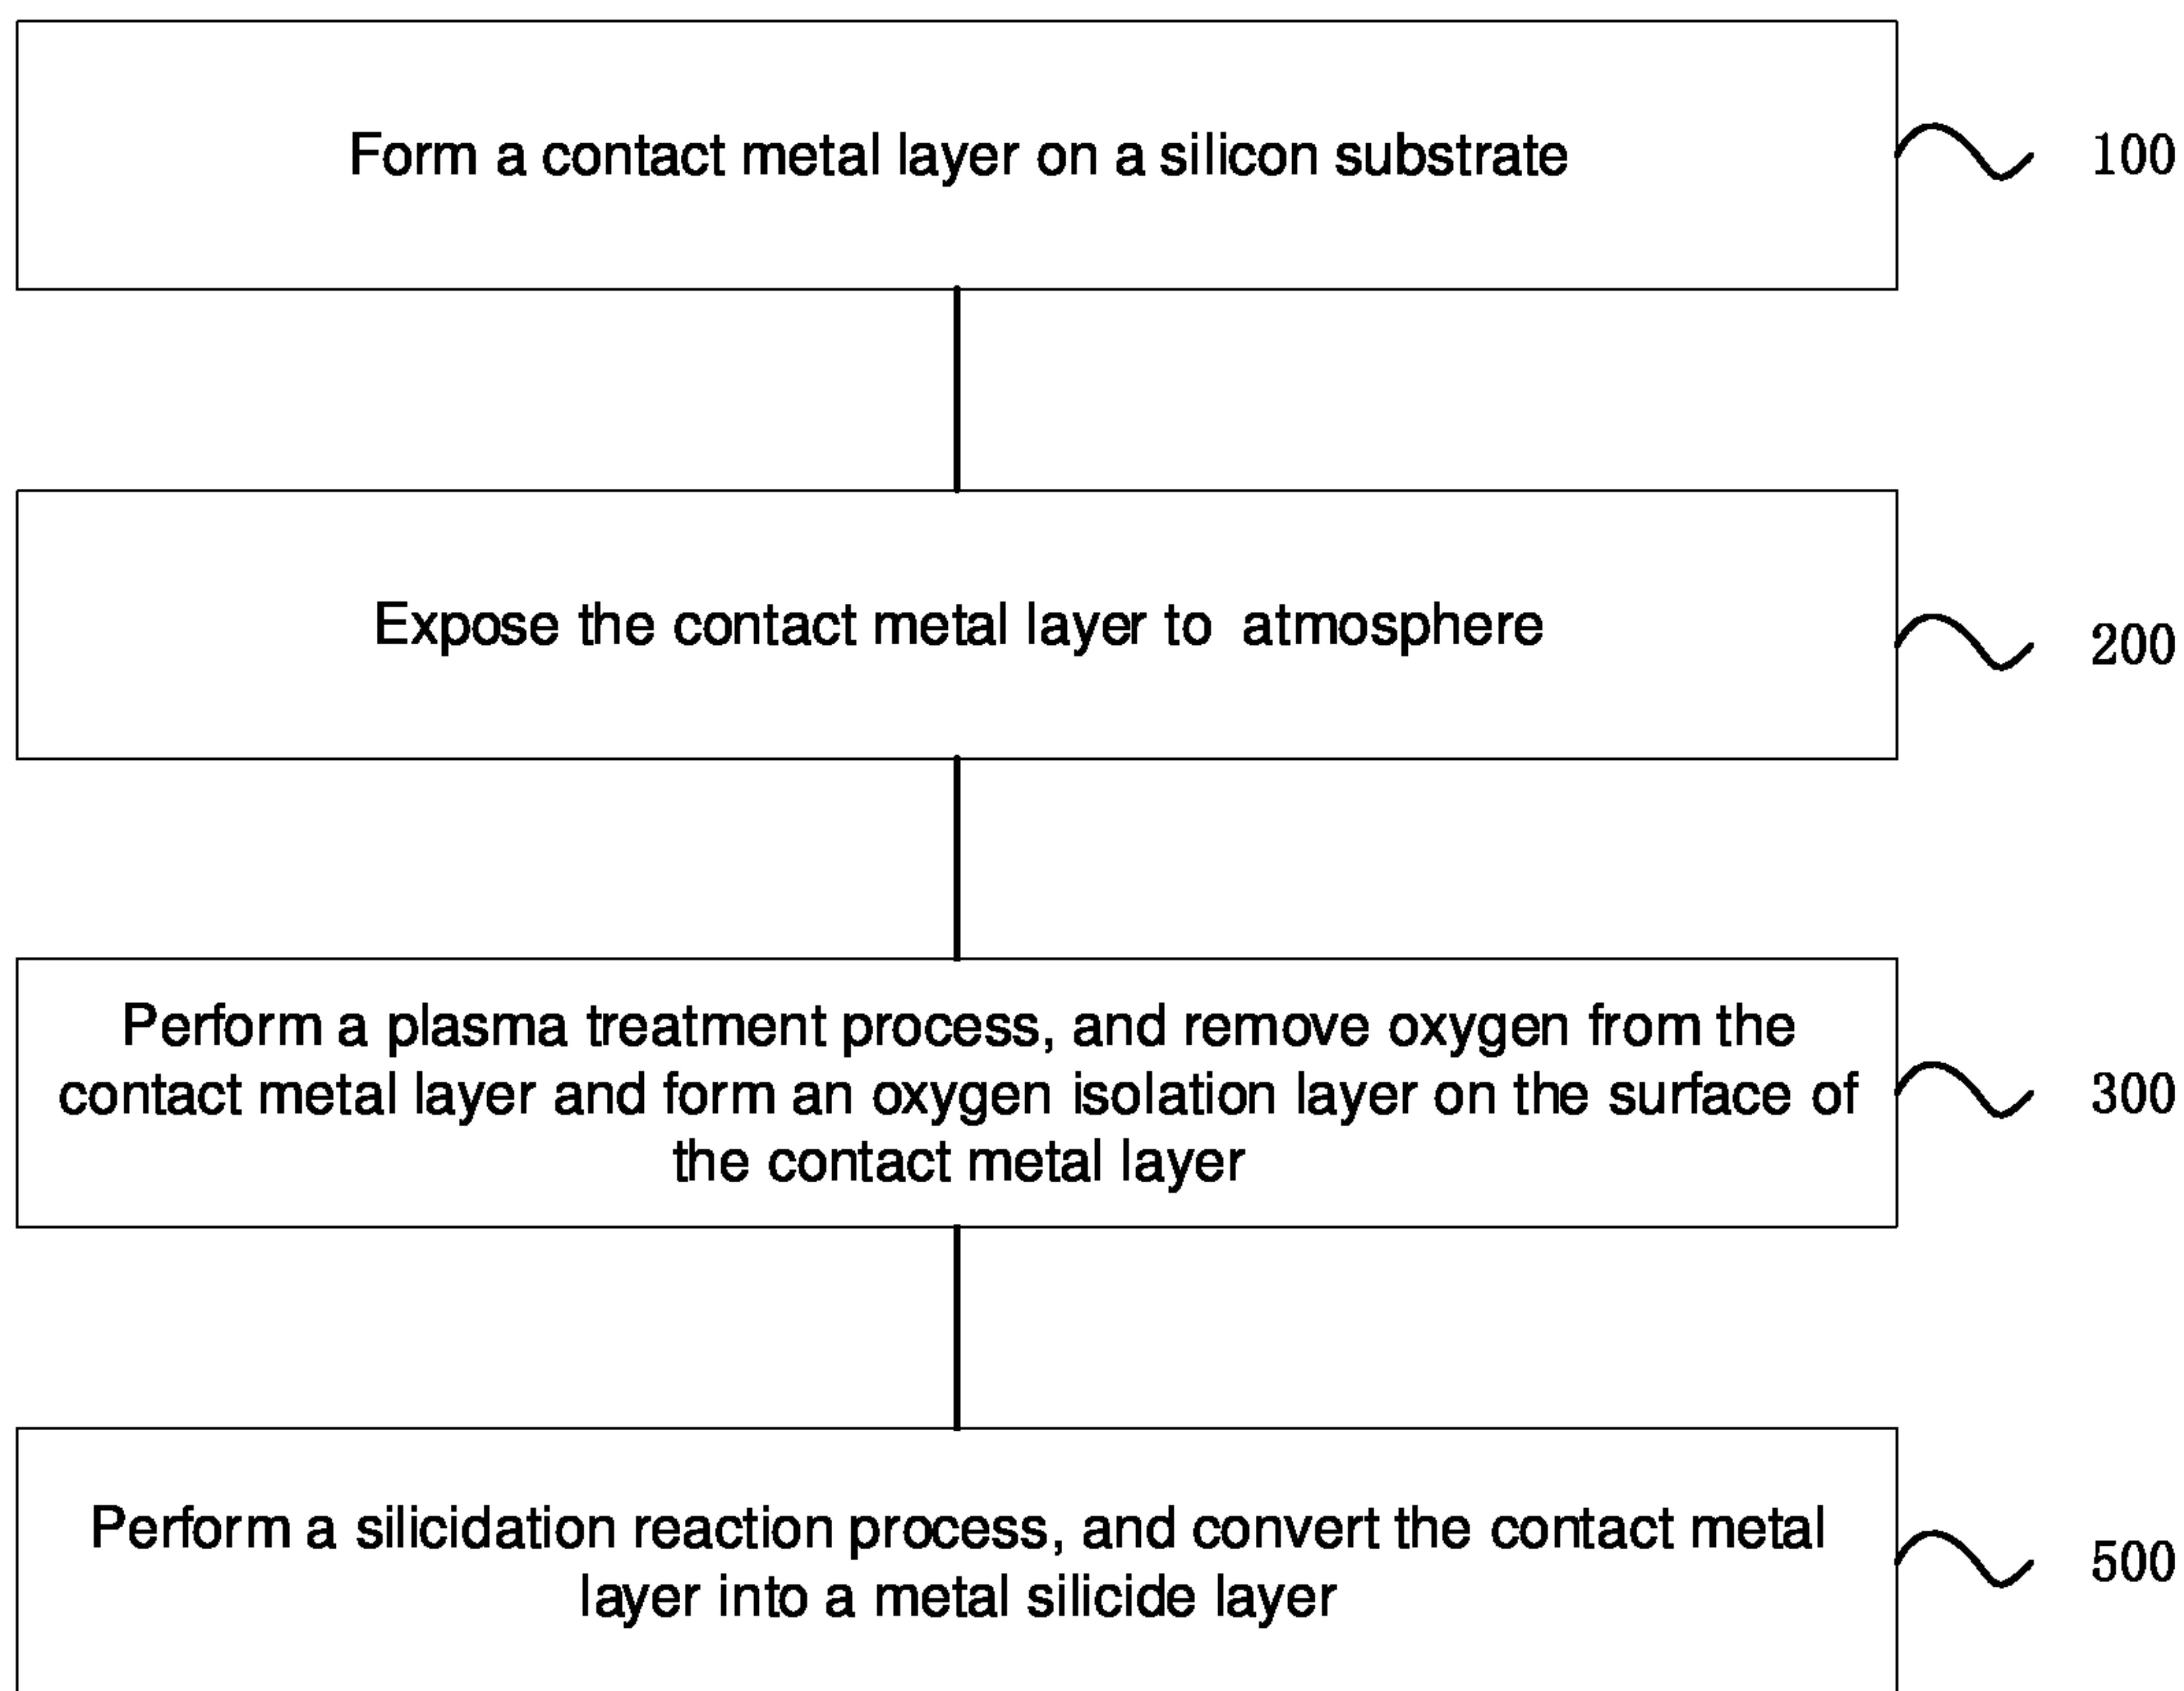 Form a contact metal layer on a silicon substrate
100
Expose the contact metal layer to atmosphere
200
Perform a plasma treatment process, and remove oxygen from the
contact metal layer and form an oxygen isolation layer on the surface of
the contact metal layer
300
Perform a silicidation reaction process, and convert the contact metal
layer into a metal silicide layer
500